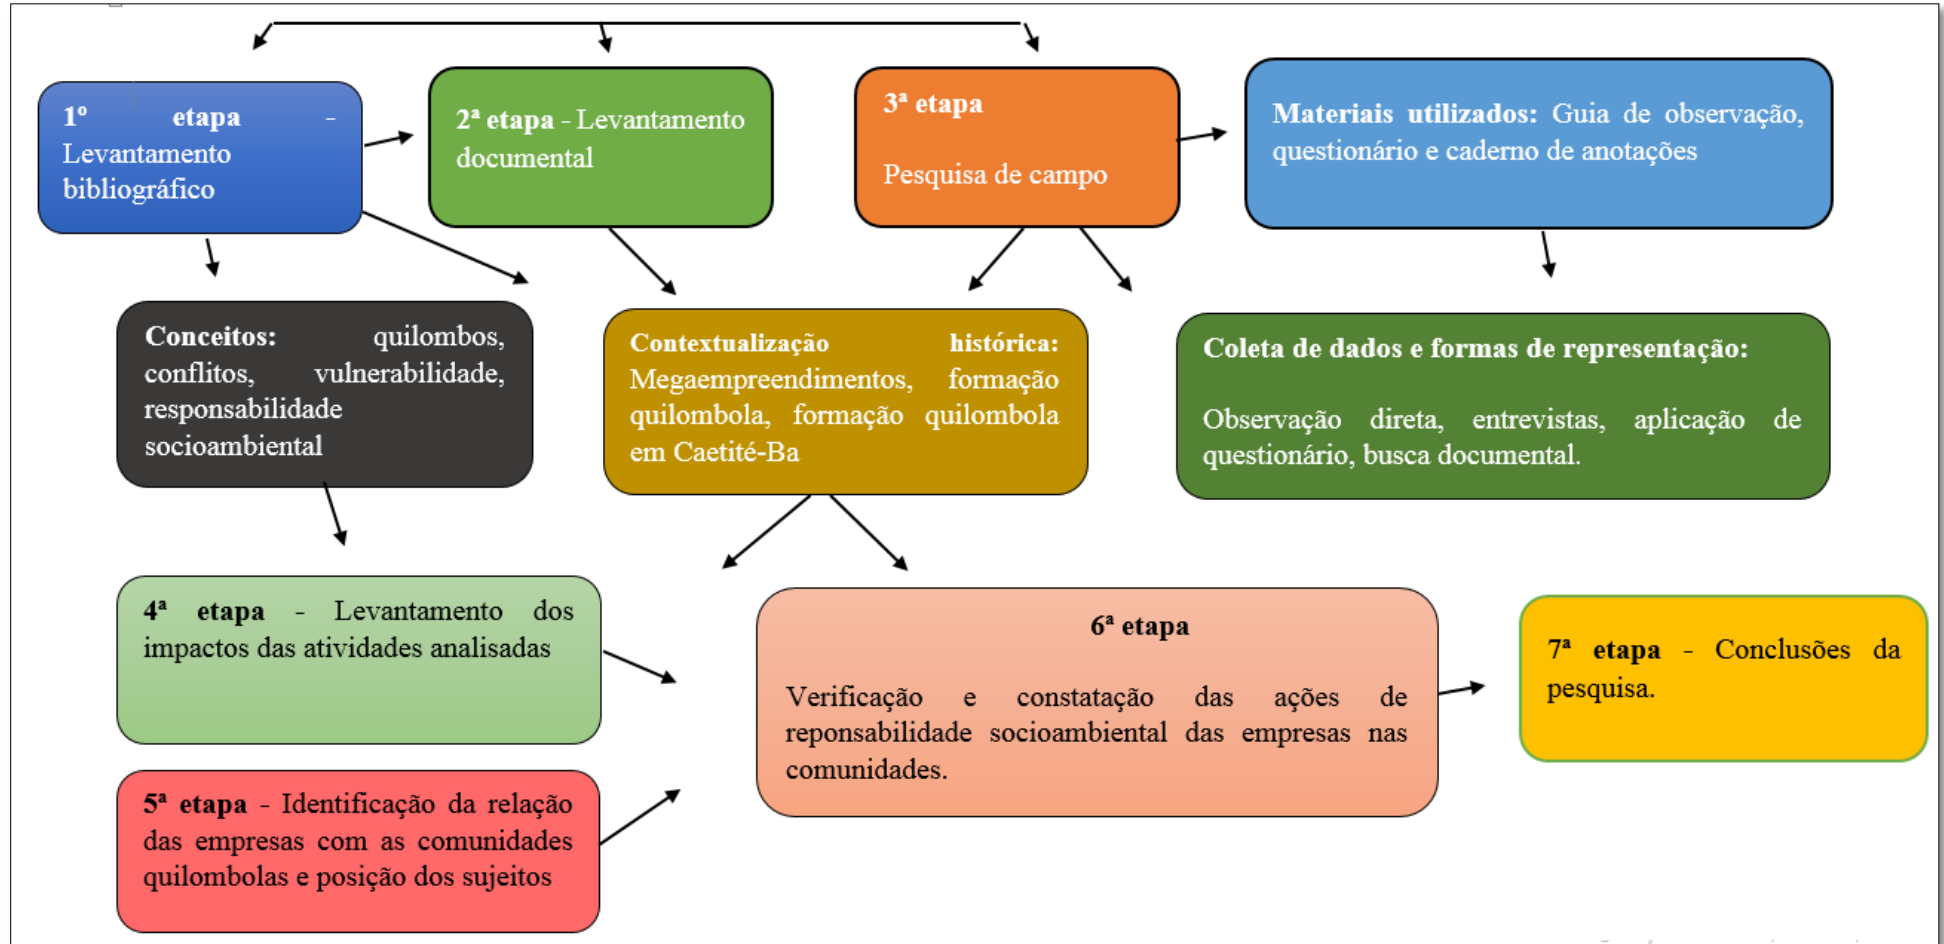 1º etapa -
Levantamento
bibliográfico
2ª etapa - Levantamento
documental
3ª etapa
Pesquisa de campo
Materiais utilizados: Guia de observação,
questionário e caderno de anotações
Conceitos: quilombos,
conflitos, vulnerabilidade,
responsabilidade
socioambiental
Contextualização histórica:
Megaempreendimentos, formação
quilombola, formação quilombola
em Caetité-Ba
Coleta de dados e formas de representação:
Observação direta, entrevistas, aplicação de
questionário, busca documental.
4ª etapa - Levantamento dos
impactos das atividades analisadas
5ª etapa - Identificação da relação
das empresas com as comunidades
quilombolas e posição dos sujeitos
6ª etapa
Verificação e constatação das ações de
reponsabilidade socioambiental das empresas nas
comunidades.
7ª etapa - Conclusões da
pesquisa.